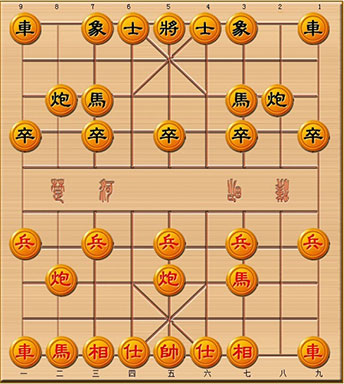 9 8 7 6 5 4 3 2 1
車 象 士 將 士 象 車
炮 馬 馬 炮
卒 卒 卒 卒 卒
兵 兵 兵 兵 兵
炮 炮 馬
車 馬 相 仕 帥 仕 相 車
一 二 三 四 五 六 七 八 九